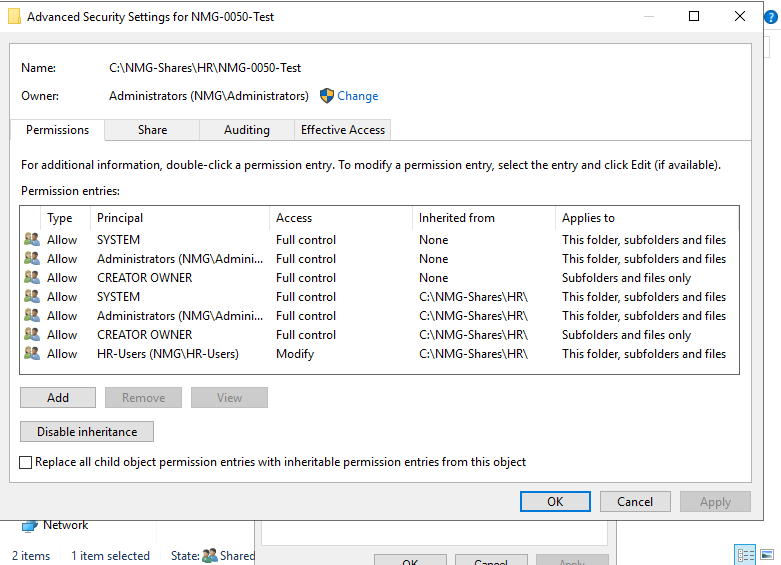 Advanced Security Settings for NMG-0050-Test
?
Name: C:\NMG-Shares\HR\NMG-0050-Test
Owner: Administrators (NMG\Administrators) Change
Permissions Share Auditing Effective Access
For additional information, double-click a permission entry. To modify a permission entry, select the entry and click Edit (if available).
Permission entries:
Type Principal Access Inherited from Applies to
Allow SYSTEM Full control None This folder, subfolders and files
Allow Administrators (NMG\Admini... Full control None This folder, subfolders and files
Allow CREATOR OWNER Full control None Subfolders and files only
Allow SYSTEM Full control C:\NMG-Shares\HR\ This folder, subfolders and files
Allow Administrators (NMG\Admini... Full control C:\NMG-Shares\HR\ This folder, subfolders and files
Allow CREATOR OWNER Full control C:\NMG-Shares\HR\ Subfolders and files only
Allow HR-Users (NMG\HR-Users) Modify C:\NMG-Shares\HR\ This folder, subfolders and files
Add Remove View
Disable inheritance
Replace all child object permission entries with inheritable permission entries from this object
OK Cancel Apply
Network
2 items 1 item selected State: Shared
OK Cancel Apply